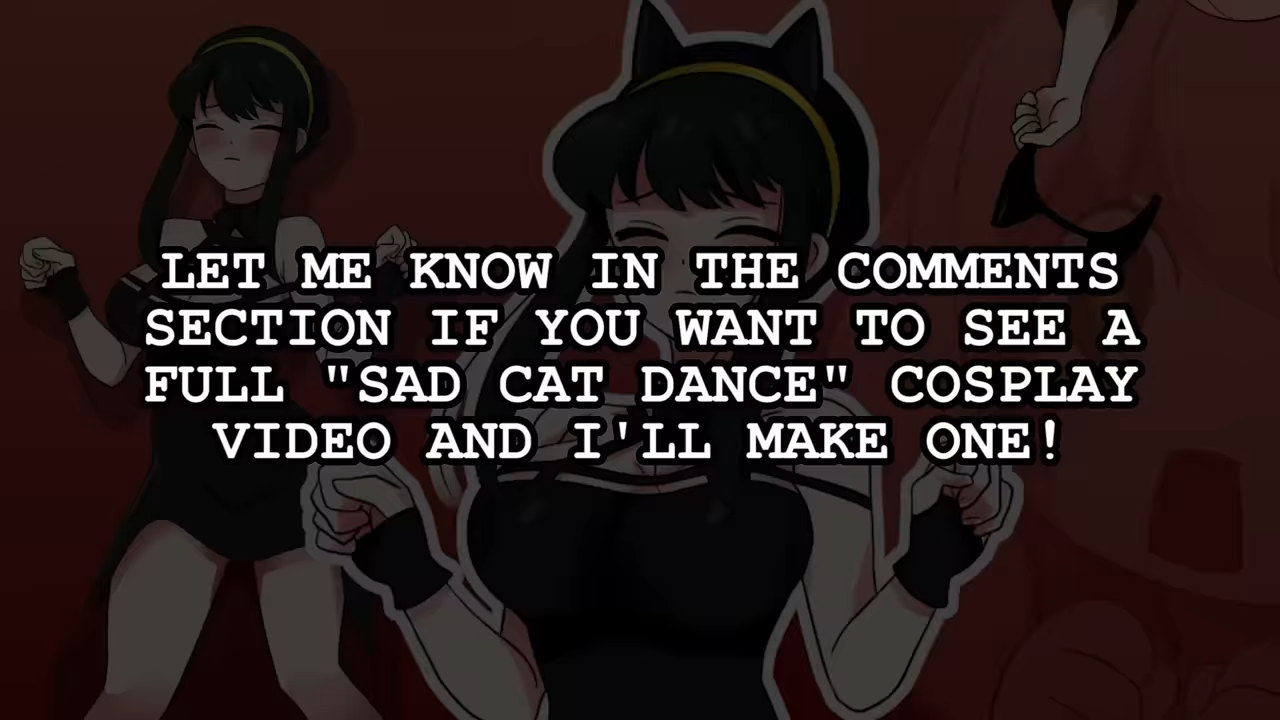 LET ME KNOW IN THE COMMENTS
SECTION IF YOU WANT TO SEE A
FULL "SAD CAT DANCE" COSPLAY
VIDEO AND I'LL MAKE ONE!